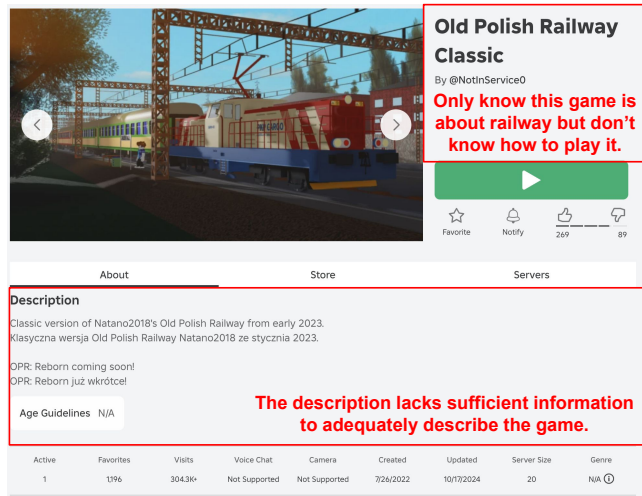 Old Polish Railway
Classic
By @NotInService0
Only know this game is
about railway but don't
know how to play it.
PKP CARGO
Favorite Notify 269 89
About Store Servers
Description
Classic version of Natano2018's Old Polish Railway from early 2023.
Klasyczna wersja Old Polish Railway Natano2018 ze stycznia 2023.
OPR: Reborn coming soon!
OPR: Reborn już wkrótce!
Age Guidelines N/A
The description lacks sufficient information
to adequately describe the game.
Active Favorites Visits Voice Chat Camera Created Updated Server Size Genre
1 1,196 304.3K+ Not Supported Not Supported 7/26/2022 10/17/2024 20 N/A